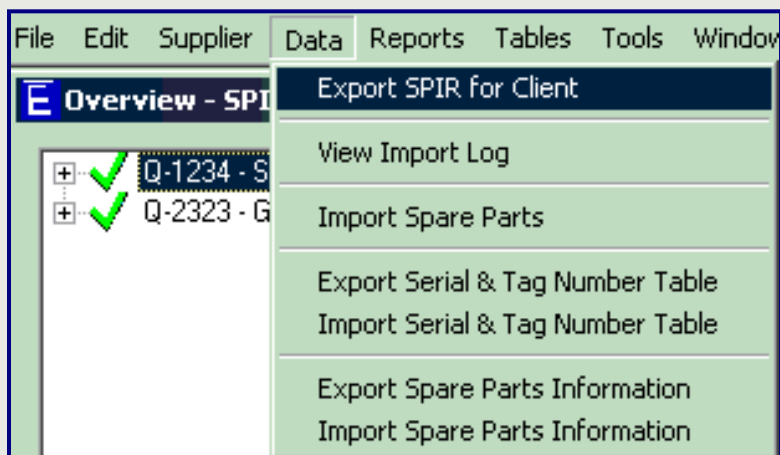 File Edit Supplier Data Reports Tables Tools Window
E Overview - SPI
Export SPIR for Client
View Import Log
Q-1234 - S
Q-2323 - G
Import Spare Parts
Export Serial & Tag Number Table
Import Serial & Tag Number Table
Export Spare Parts Information
Import Spare Parts Information